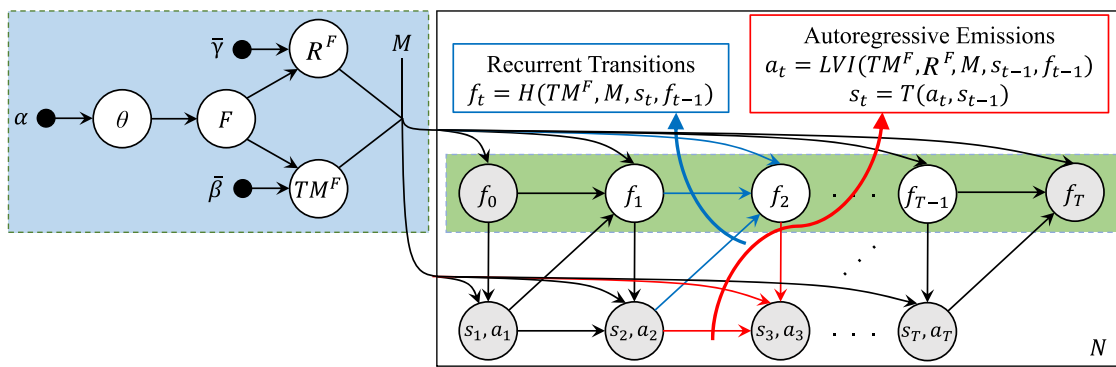 γ̄
R^F
M
α
θ
F
β̄
TM^F
Recurrent Transitions
f_t = H(TM^F, M, s_t, f_{t-1})
Autoregressive Emissions
a_t = LVI(TM^F, R^F, M, s_{t-1}, f_{t-1})
s_t = T(a_t, s_{t-1})
f_0
f_1
f_2
. . .
f_{T-1}
f_T
. . .
s_1, a_1
s_2, a_2
s_3, a_3
. . .
s_T, a_T
N